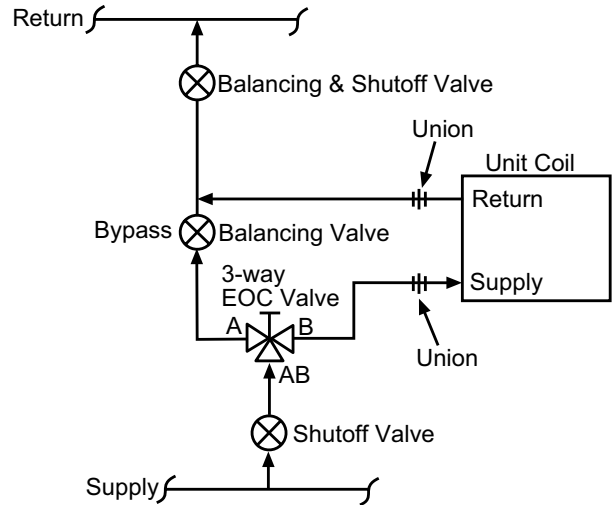 Return
Balancing & Shutoff Valve
Union
Unit Coil
Return
Bypass
Balancing Valve
3-way
EOC Valve
Supply
A
B
Union
AB
Shutoff Valve
Supply